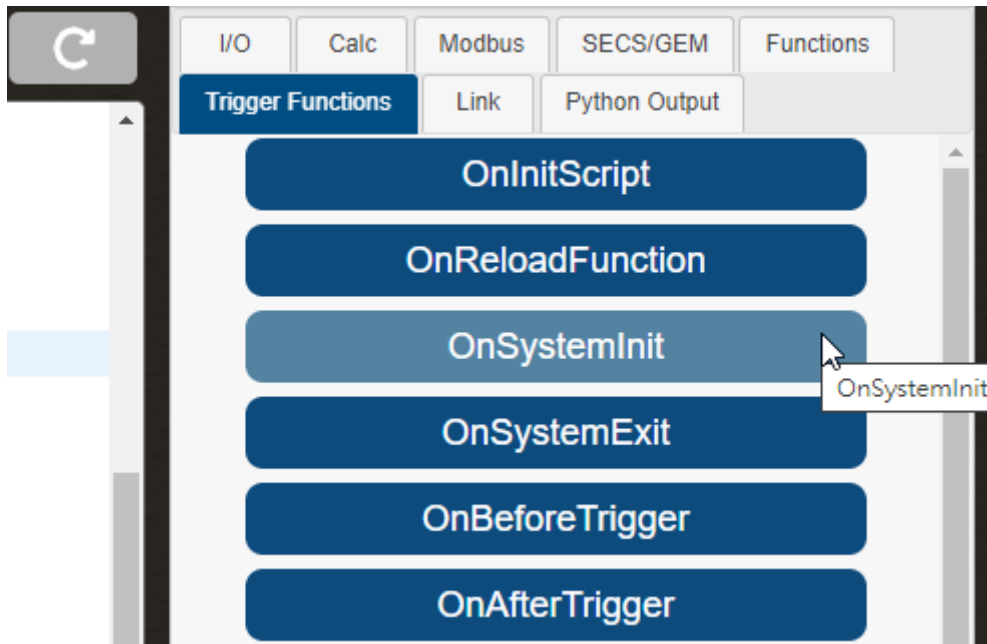 I/O Calc Modbus SECS/GEM Functions
Trigger Functions Link Python Output
OnInitScript
OnReloadFunction
OnSystemInit
OnSystemInit
OnSystemExit
OnBeforeTrigger
OnAfterTrigger